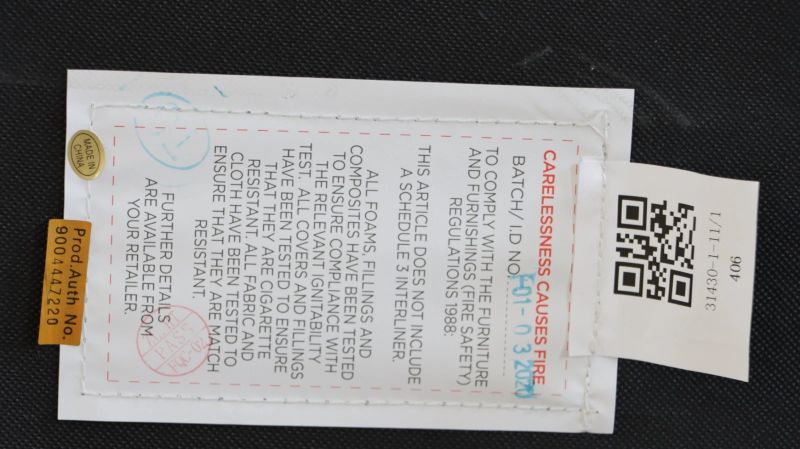 CARELESSNESS CAUSES FIRE
BATCH/ I.D NO. F01-03 2020
TO COMPLY WITH THE FURNITURE
AND FURNISHINGS (FIRE SAFETY)
REGULATIONS 1988:
THIS ARTICLE DOES NOT INCLUDE
A SCHEDULE 3 INTERLINER.
ALL FOAMS, FILLINGS AND
COMPOSITES HAVE BEEN TESTED
TO ENSURE COMPLIANCE WITH
THE RELEVANT IGNITABILITY
TEST. ALL COVERS AND FILLINGS
HAVE BEEN TESTED TO ENSURE
THAT THEY ARE CIGARETTE
RESISTANT. ALL FABRIC AND
CLOTH HAVE BEEN TESTED TO
ENSURE THAT THEY ARE MATCH
RESISTANT.
FURTHER DETAILS
ARE AVAILABLE FROM
YOUR RETAILER.
PASS
MADE IN
CHINA
Prod.Auth No.
9004447220
406
31430-1-11-1/1